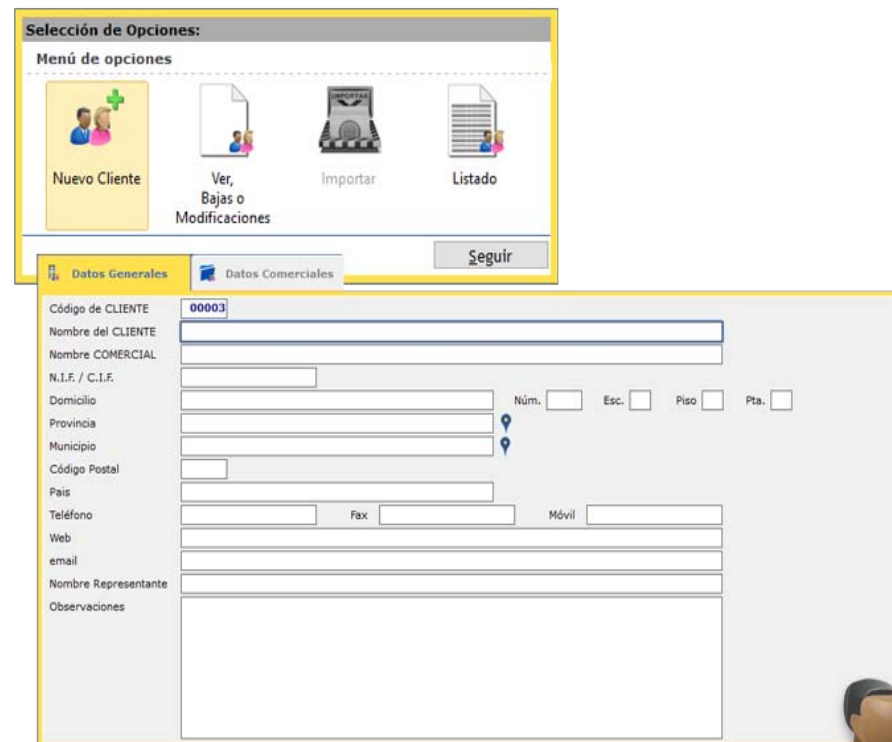 Selección de Opciones:
Menú de opciones
IMPORTAR
Nuevo Cliente
Ver,
Bajas o
Modificaciones
Importar
Listado
Seguir
Datos Generales
Datos Comerciales
Código de CLIENTE 00003
Nombre del CLIENTE
Nombre COMERCIAL
N.I.F. / C.I.F.
Domicilio Núm. Esc. Piso Pta.
Provincia
Municipio
Código Postal
Pais
Teléfono Fax Móvil
Web
email
Nombre Representante
Observaciones